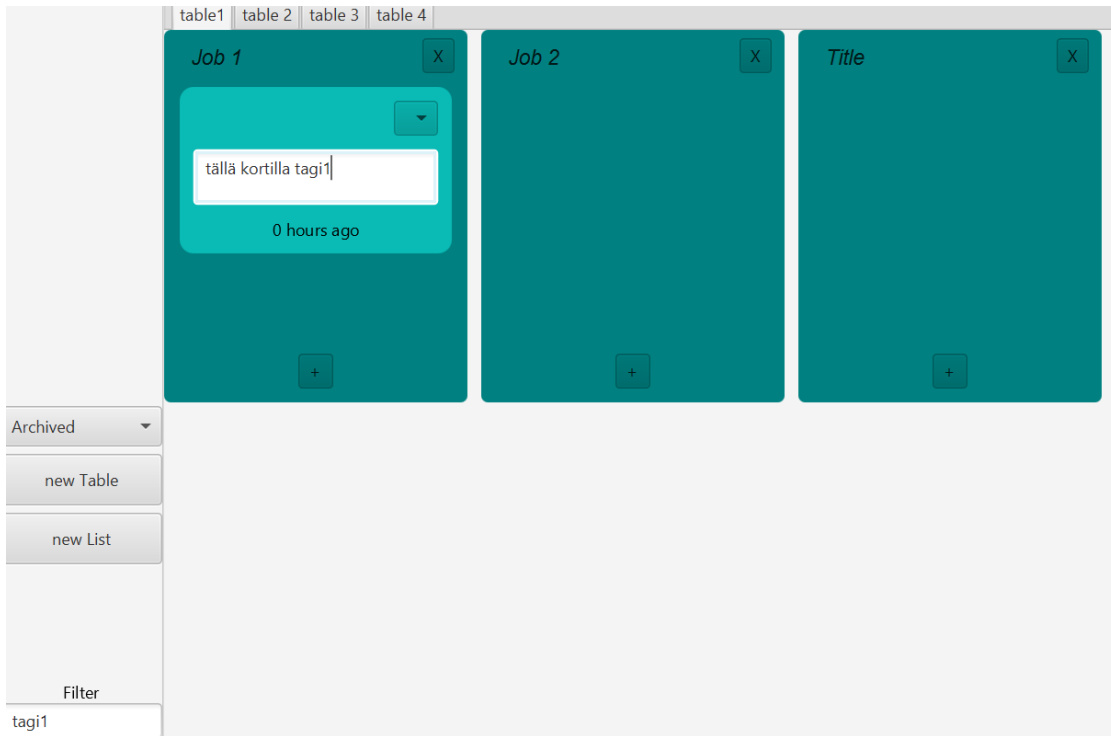 table1 table 2 table 3 table 4
Job 1 X Job 2 X Title X
tällä kortilla tagi1
0 hours ago
+ + +
Archived
new Table
new List
Filter
tagi1